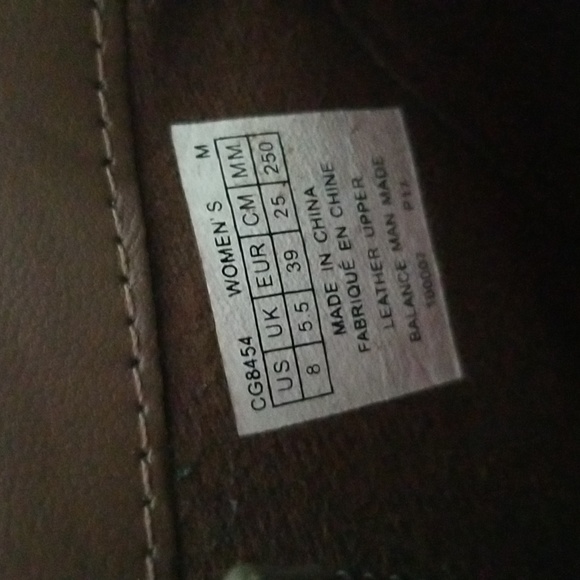 CG8454 WOMEN'S M
US UK EUR CM MM
8 5.5 39 25 250
MADE IN CHINA
FABRIQUÉ EN CHINE
LEATHER UPPER
LEATHER MAN MADE
BALANCE MAN MADE